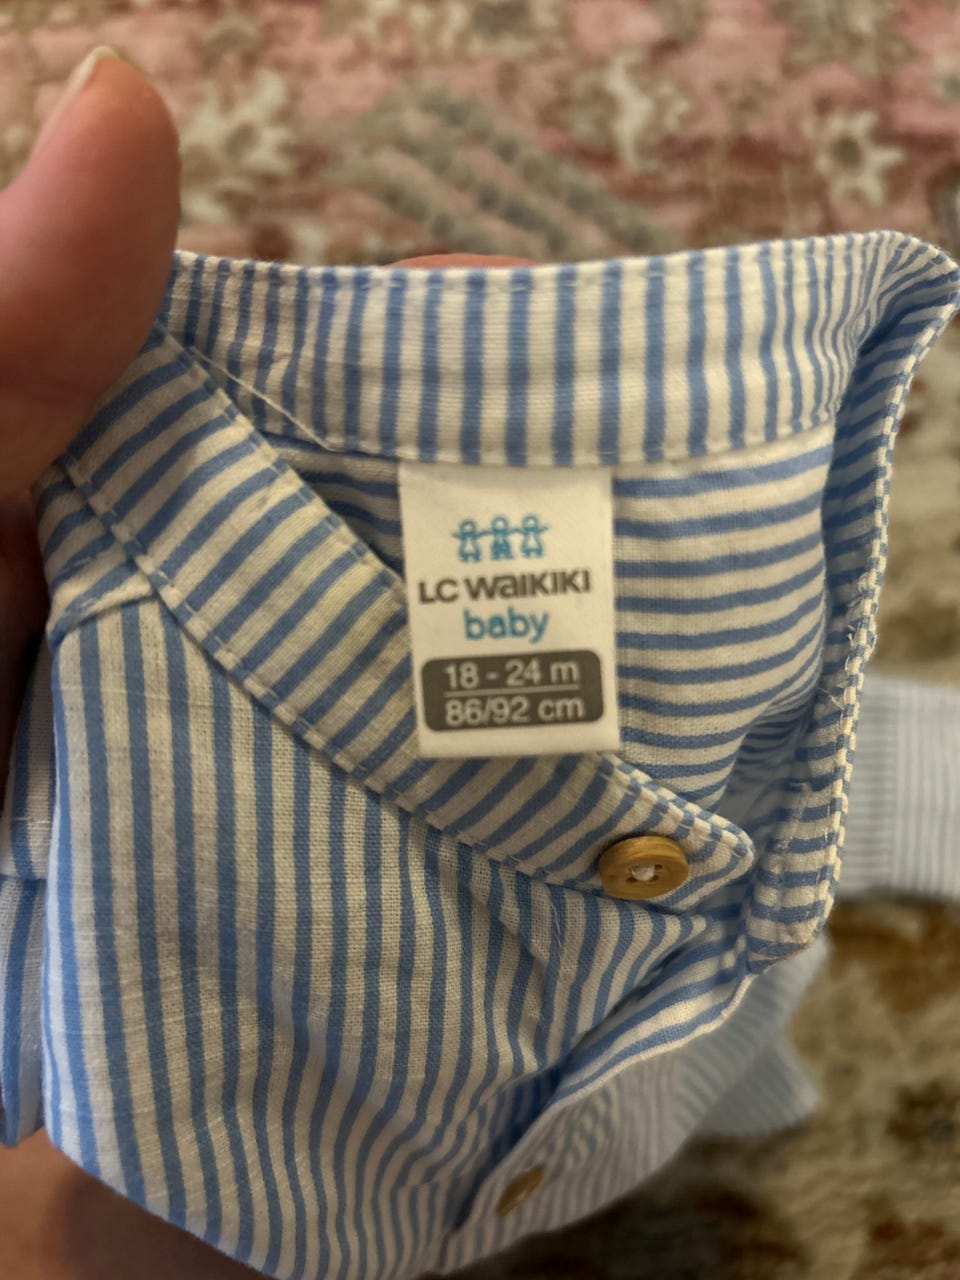 LC WAIKIKI
baby
18 - 24 m
86/92 cm